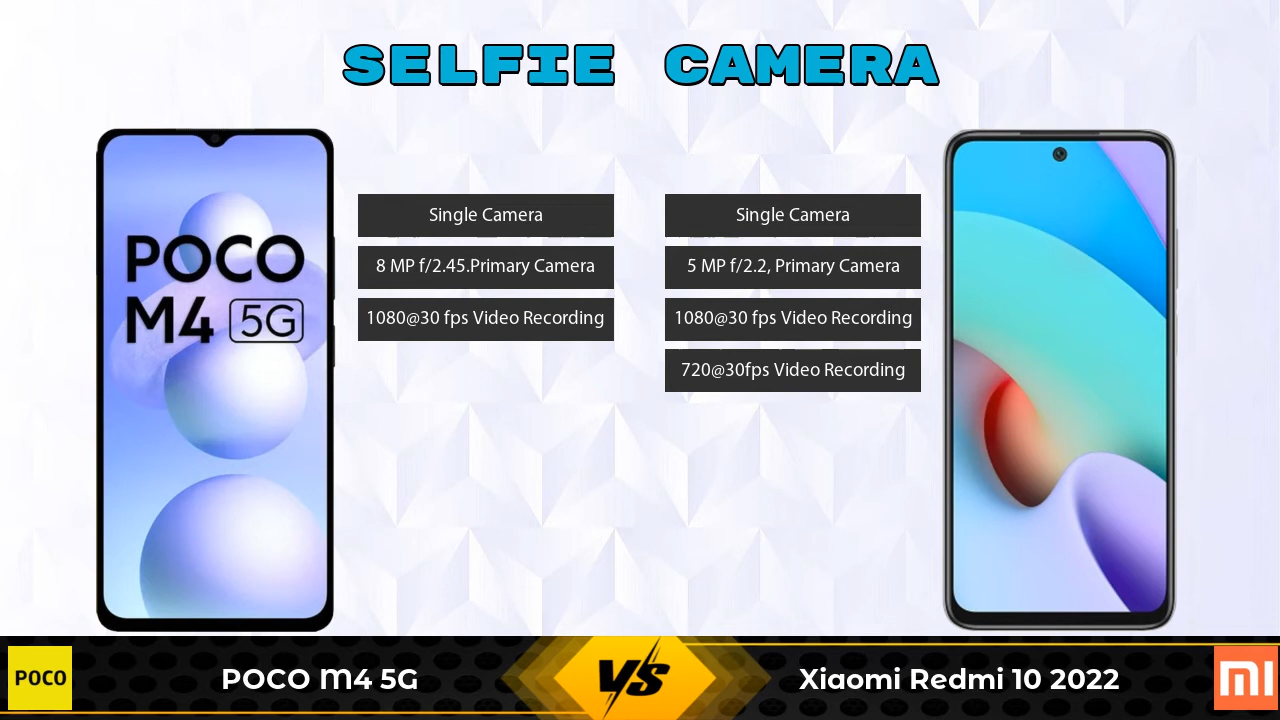 SELFIE CAMERA
POCO
M4 5G
Single Camera
8 MP f/2.45.Primary Camera
1080@30 fps Video Recording
Single Camera
5 MP f/2.2, Primary Camera
1080@30 fps Video Recording
720@30fps Video Recording
POCO
POCO M4 5G
VS
Xiaomi Redmi 10 2022
MI